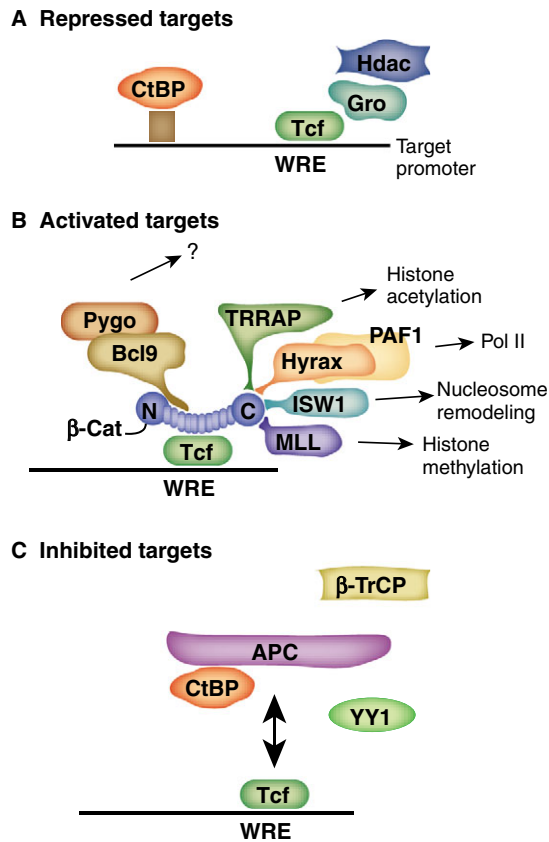 A Repressed targets
Hdac
CtBP
Gro
Tcf
WRE
Target
promoter
B Activated targets
?
Histone
acetylation
Pygo
TRRAP
PAF1
Pol II
Bcl9
Hyrax
Nucleosome
remodeling
N
C
ISW1
β-Cat
MLL
Histone
methylation
Tcf
WRE
C Inhibited targets
β-TrCP
APC
CtBP
YY1
Tcf
WRE